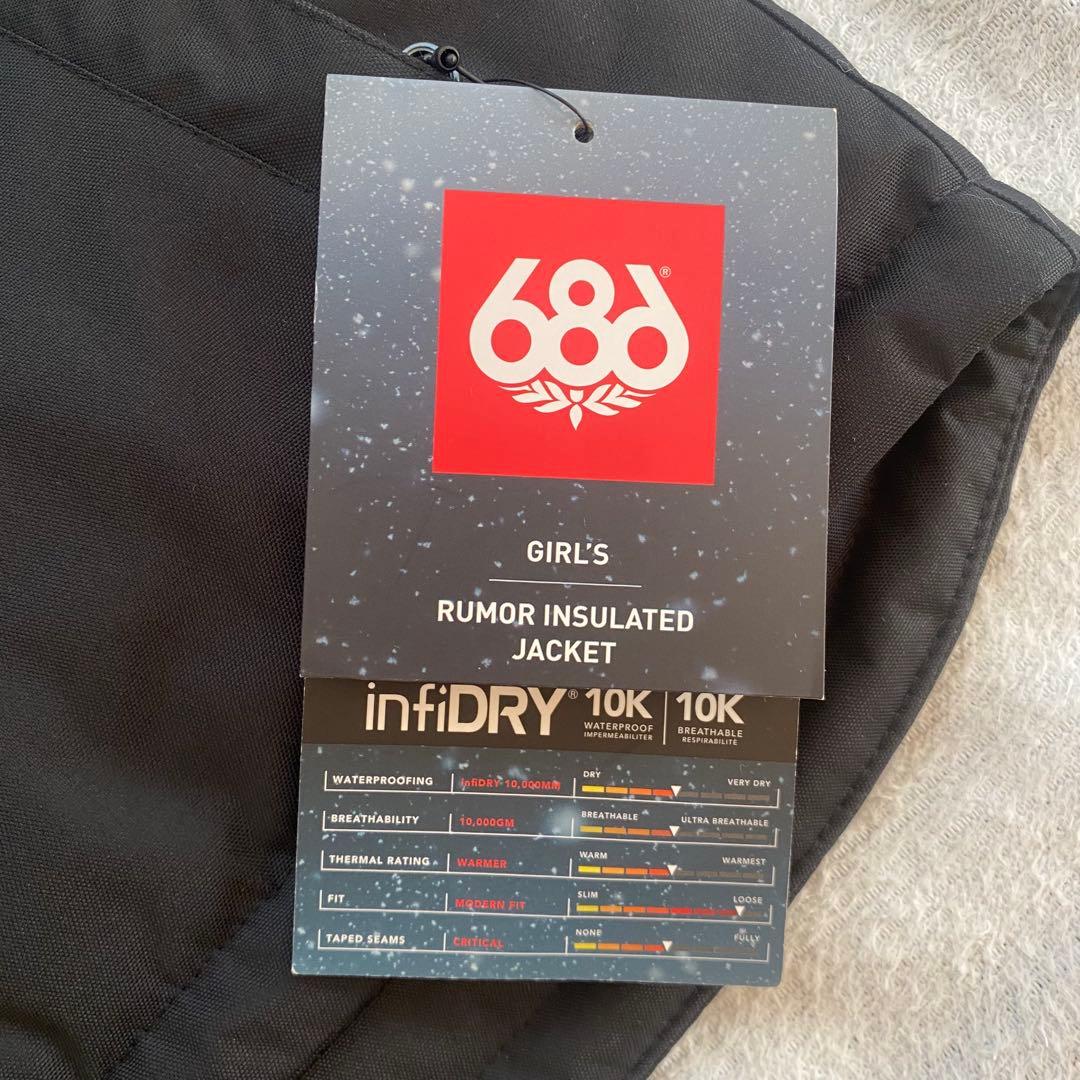 686®
GIRL'S
RUMOR INSULATED
JACKET
infiDRY® 10K WATERPROOF IMPERMÉABILITER 10K BREATHABLE RESPIRABILITÉ
WATERPROOFING infiDRY 10,000MM DRY VERY DRY
BREATHABILITY 10,000GM BREATHABLE ULTRA BREATHABLE
THERMAL RATING WARMER WARM WARMEST
FIT MODERN FIT SLIM LOOSE
TAPED SEAMS CRITICAL NONE FULLY